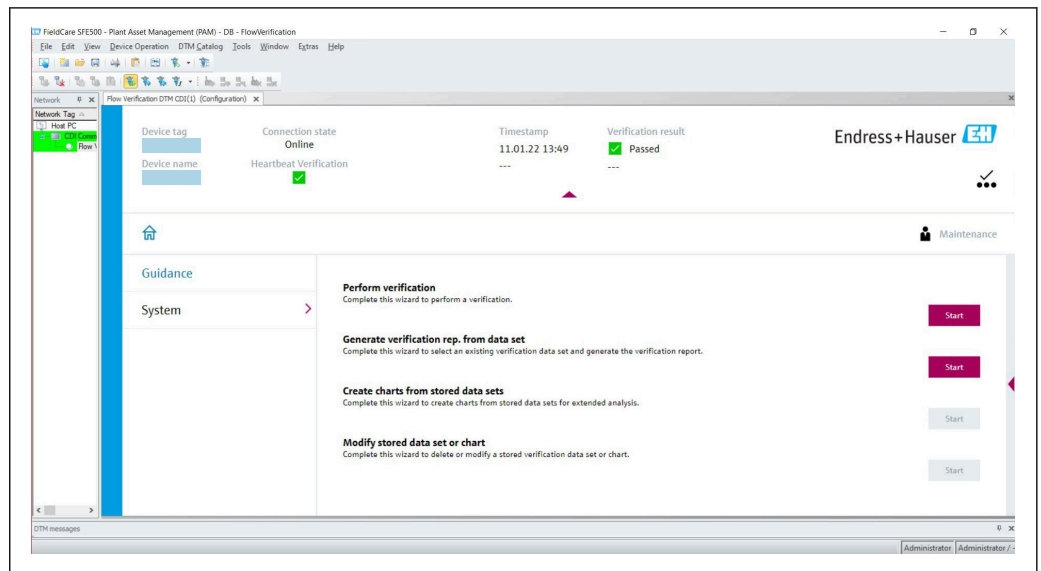 FieldCare SFE500 - Plant Asset Management (PAM) - DB - FlowVerification
File Edit View Device Operation DTM Catalog Tools Window Extras Help
Network
Flow Verification DTM CDI(1) (Configuration)
Network Tag
Host PC
CDI Comm
Flow V
Device tag
Connection state
Online
Timestamp
11.01.22 13:49
Verification result
Passed
Endress+Hauser EH
Device name
Heartbeat Verification
---
---
Maintenance
Guidance
System
Perform verification
Complete this wizard to perform a verification.
Start
Generate verification rep. from data set
Complete this wizard to select an existing verification data set and generate the verification report.
Start
Create charts from stored data sets
Complete this wizard to create charts from stored data sets for extended analysis.
Start
Modify stored data set or chart
Complete this wizard to delete or modify a stored verification data set or chart.
Start
DTM messages
Administrator
Administrator / -